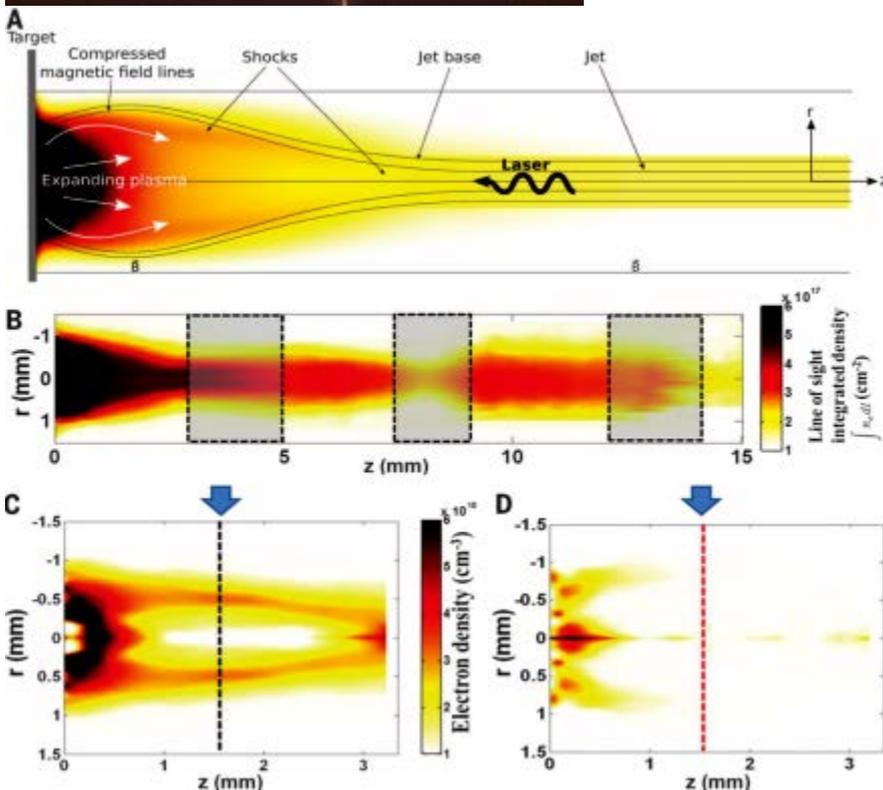 A
Target
Compressed
magnetic field lines
Shocks
Jet base
Jet
r
Laser
Expanding plasma
z
B
-1
0
1
r (mm)
0
5
10
15
z (mm)
x 10^17
6
5
4
3
2
1
Line of sight
integrated density
∫ n_e dl (cm-2)
C
-1.5
-1
-0.5
0
0.5
1
1.5
r (mm)
0
1
2
3
z (mm)
6
3
2
1
Electron density (cm-3)
D
-1.5
-1
-0.5
0
0.5
1
1.5
r (mm)
0
1
2
3
z (mm)